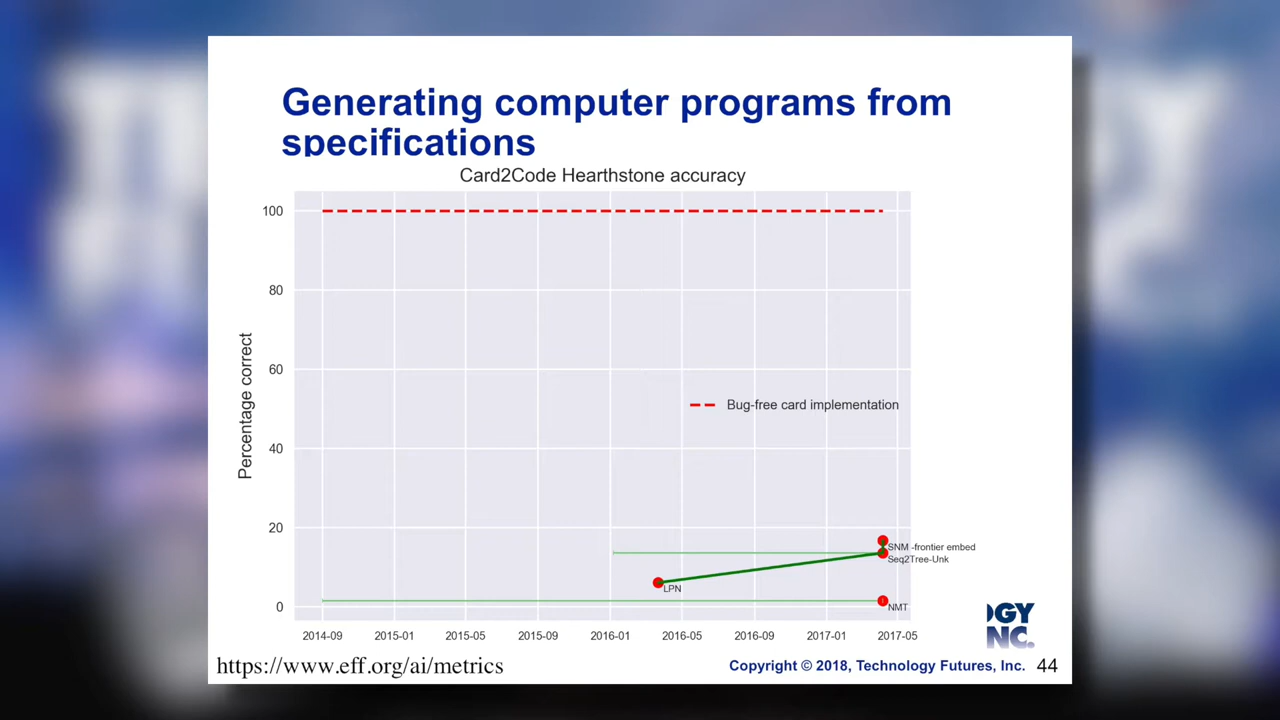 Generating computer programs from
specifications
Card2Code Hearthstone accuracy
Percentage correct
100
80
60
40
20
0
Bug-free card implementation
SNM -frontier embed
Seq2Tree-Unk
LPN
NMT
2014-09 2015-01 2015-05 2015-09 2016-01 2016-05 2016-09 2017-01 2017-05
OGY
NC.
https://www.eff.org/ai/metrics
Copyright © 2018, Technology Futures, Inc. 44